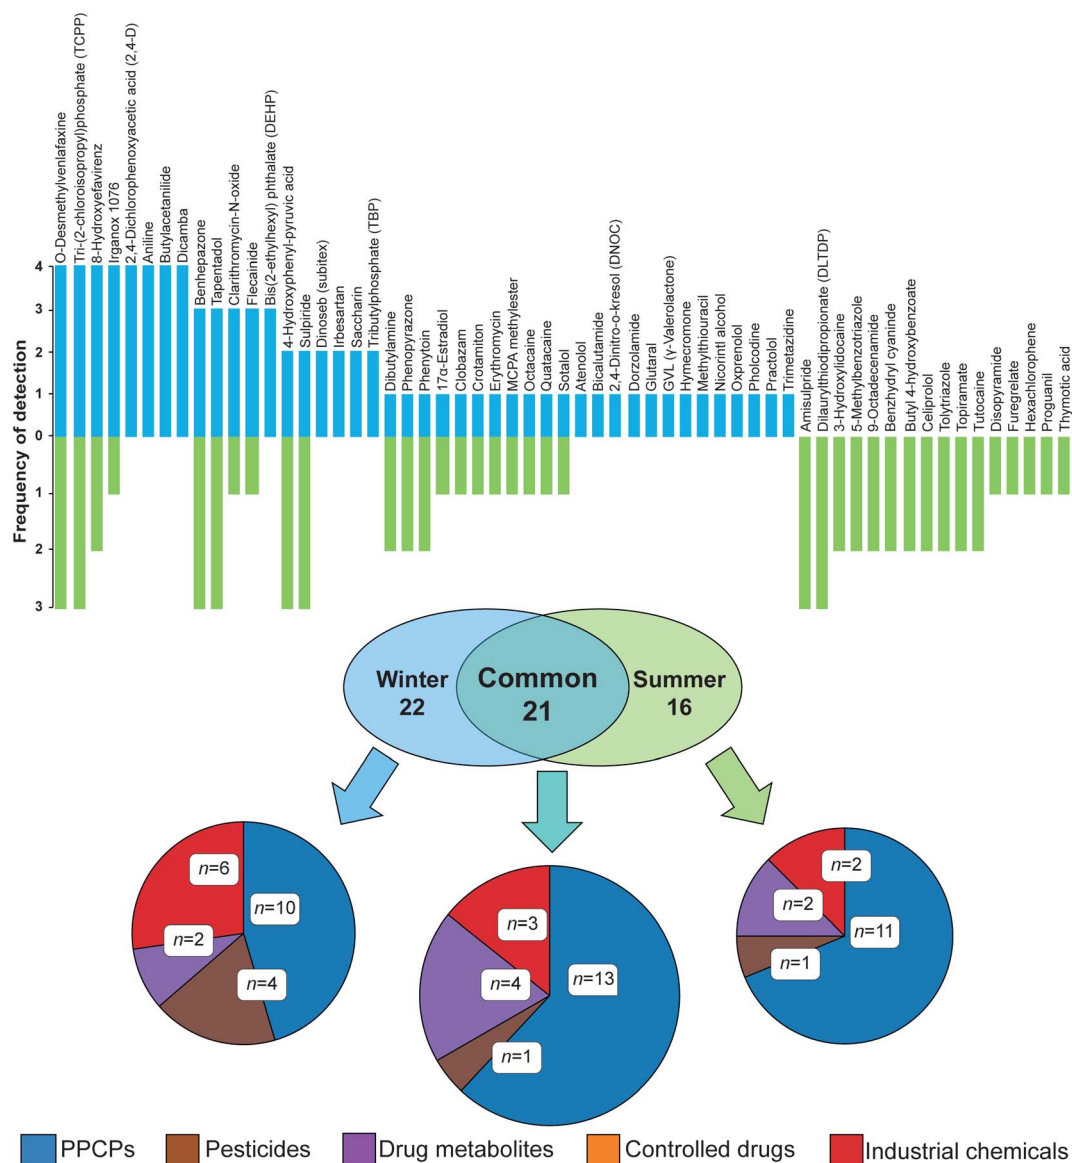 O-Desmethylvenlafaxine
Tri-(2-chloroisopropyl)phosphate (TCPP)
8-Hydroxyefavirenz
Irganox 1076
2,4-Dichlorophenoxyacetic acid (2,4-D)
Aniline
Butylacetanilide
Dicamba
Benhepazone
Tapentadol
Clarithromycin-N-oxide
Flecainide
Bis(2-ethylhexyl) phthalate (DEHP)
4-Hydroxyphenyl-pyruvic acid
Sulpiride
Dinoseb (subitex)
Irbesartan
Saccharin
Tributylphosphate (TBP)
Dibutylamine
Phenopyrazone
Phenytoin
17α-Estradiol
Clobazam
Crotamiton
Erythromycin
MCPA methylester
Octacaine
Quatacaine
Sotalol
Atenolol
Bicalutamide
2,4-Dinitro-o-kresol (DNOC)
Dorzolamide
Glutaral
GVL (γ-Valerolactone)
Hymecromone
Methylthiouracil
Nicorintl alcohol
Oxprenolol
Pholcodine
Practolol
Trimetazidine
Amisulpride
Dilaurylthiodipropionate (DLTDP)
3-Hydroxylidocaine
5-Methylbenzotriazole
9-Octadecenamide
Benzhydryl cyaninde
Butyl 4-hydroxybenzoate
Celiprolol
Tolytriazole
Topiramate
Tutocaine
Disopyramide
Furegrelate
Hexachlorophene
Proguanil
Thymotic acid
Frequency of detection
4
3
2
1
0
1
2
3
Winter
22
Common
21
Summer
16
n=6
n=10
n=2
n=4
n=3
n=4
n=13
n=1
n=2
n=2
n=11
n=1
PPCPs
Pesticides
Drug metabolites
Controlled drugs
Industrial chemicals